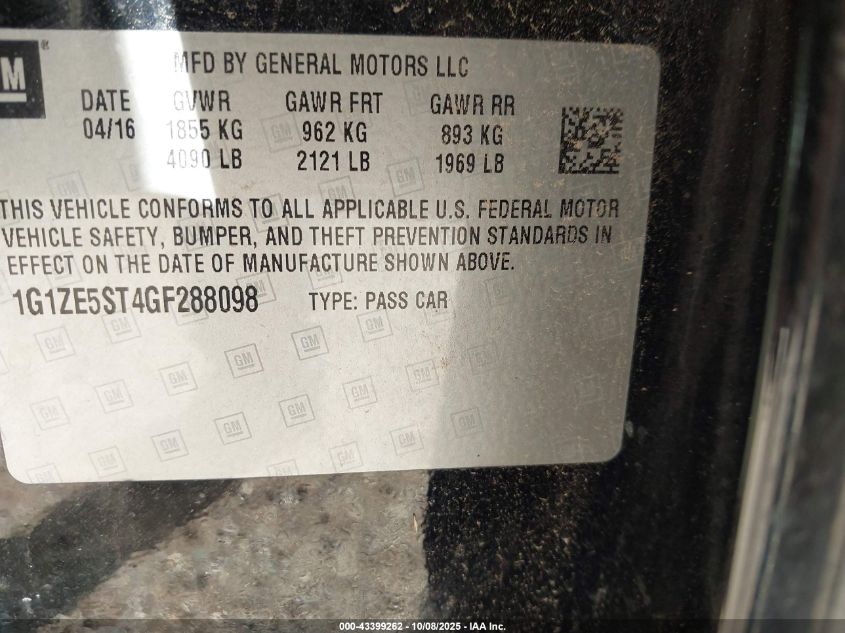 GM®
MFD BY GENERAL MOTORS LLC
DATE GVWR GAWR FRT GAWR RR
04/16 1855 KG 962 KG 893 KG
4090 LB 2121 LB 1969 LB
THIS VEHICLE CONFORMS TO ALL APPLICABLE U.S. FEDERAL MOTOR
VEHICLE SAFETY, BUMPER, AND THEFT PREVENTION STANDARDS IN
EFFECT ON THE DATE OF MANUFACTURE SHOWN ABOVE.
1G1ZE5ST4GF288098 TYPE: PASS CAR
000-43399262 - 10/08/2025 - IAA Inc.